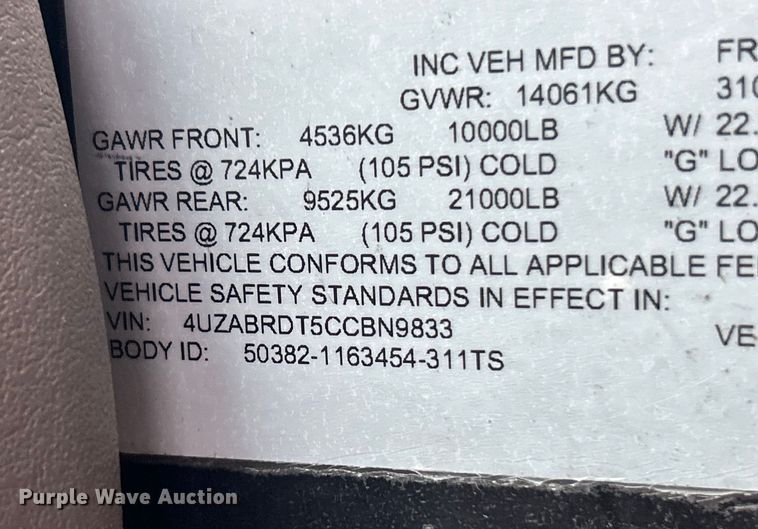 INC VEH MFD BY: FR
GVWR: 14061KG 310
GAWR FRONT: 4536KG 10000LB W/ 22.
TIRES @ 724KPA (105 PSI) COLD "G" LO
GAWR REAR: 9525KG 21000LB W/ 22.
TIRES @ 724KPA (105 PSI) COLD "G" LO
THIS VEHICLE CONFORMS TO ALL APPLICABLE FE
VEHICLE SAFETY STANDARDS IN EFFECT IN:
VIN: 4UZABRDT5CCBN9833 VE
BODY ID: 50382-1163454-311TS
Purple Wave Auction